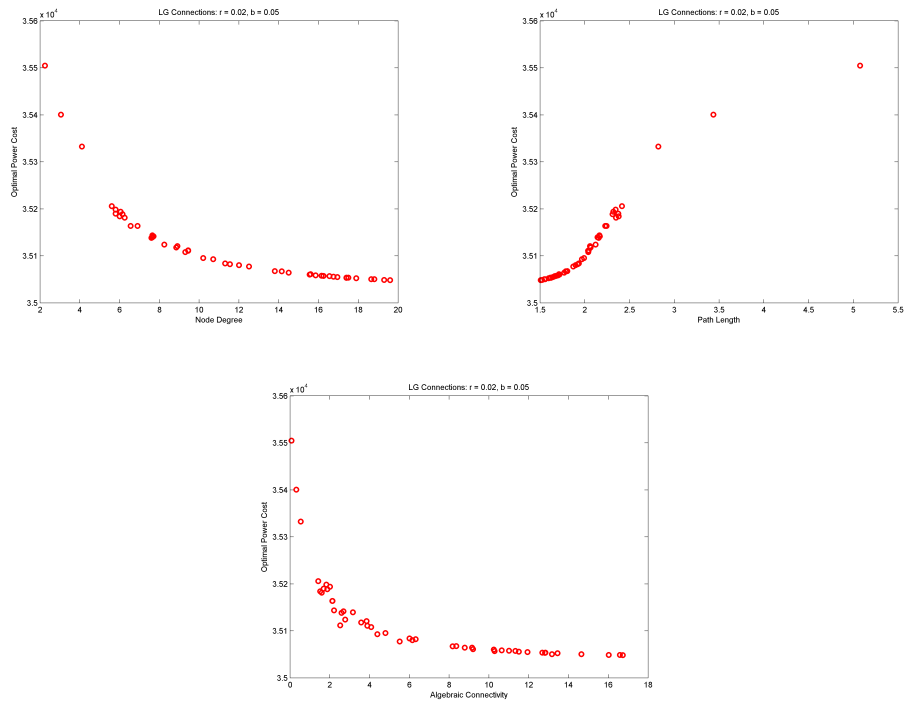 LG Connections: r = 0.02, b = 0.05
x 10^4
3.56
3.55
3.54
3.53
3.52
3.51
3.5
Optimal Power Cost
2 4 6 8 10 12 14 16 18 20
Node Degree
LG Connections: r = 0.02, b = 0.05
x 10^4
3.56
3.55
3.54
3.53
3.52
3.51
3.5
Optimal Power Cost
1.5 2 2.5 3 3.5 4 4.5 5 5.5
Path Length
LG Connections: r = 0.02, b = 0.05
x 10^4
3.56
3.55
3.54
3.53
3.52
3.51
3.5
Optimal Power Cost
0 2 4 6 8 10 12 14 16 18
Algebraic Connectivity